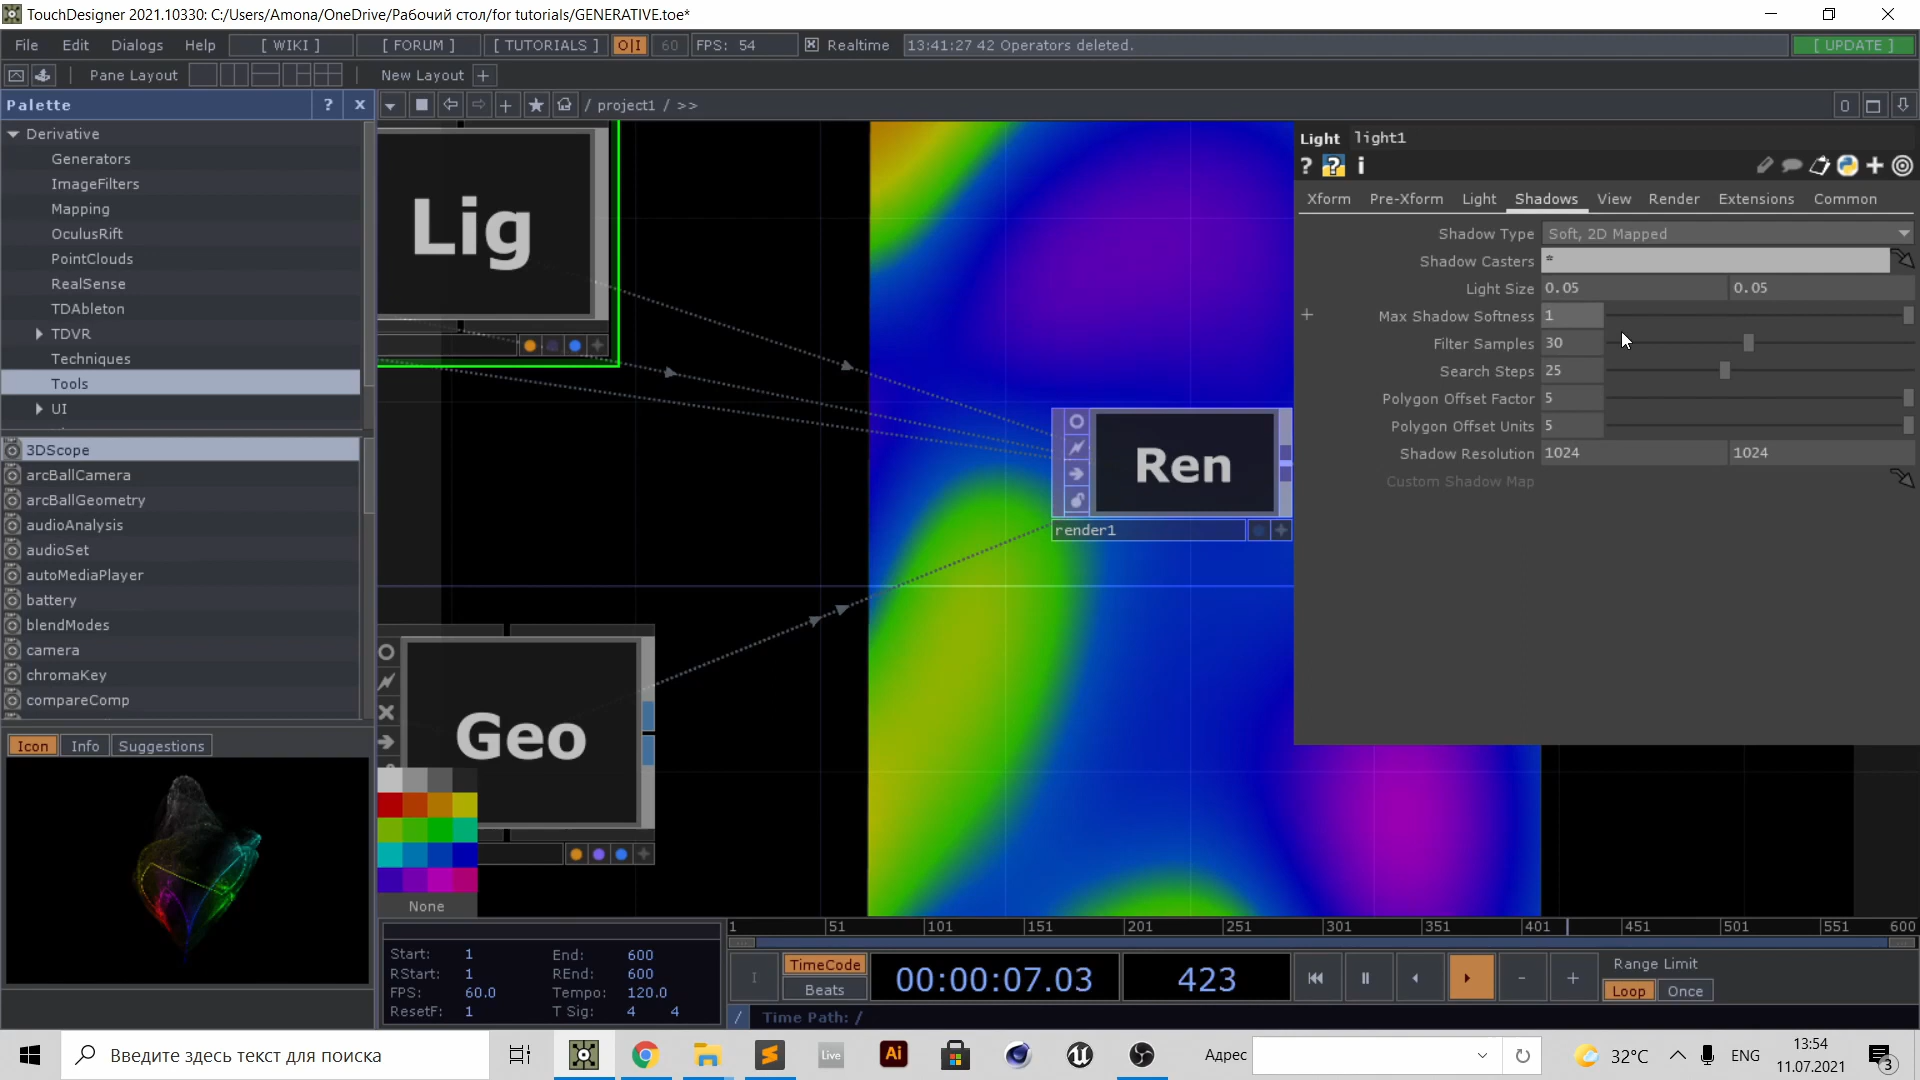 TouchDesigner 2021.10330: C:/Users/Amona/OneDrive/Рабочий стол/for tutorials/GENERATIVE.toe*
File Edit Dialogs Help [ WIKI ] [ FORUM ] [ TUTORIALS ] O|I 60 FPS: 54 Realtime 13:41:27 42 Operators deleted. [ UPDATE ]
Pane Layout New Layout +
Palette ? x / project1 / >> 0
Derivative
Generators
ImageFilters
Mapping
OculusRift
PointClouds
RealSense
TDAbleton
TDVR
Techniques
Tools
UI
3DScope
arcBallCamera
arcBallGeometry
audioAnalysis
audioSet
autoMediaPlayer
battery
blendModes
camera
chromaKey
compareComp
Icon Info Suggestions
Lig
Geo
None
Ren
render1
Light light1
? ? i
Xform Pre-Xform Light Shadows View Render Extensions Common
Shadow Type Soft, 2D Mapped
Shadow Casters *
Light Size 0.05 0.05
+ Max Shadow Softness 1
Filter Samples 30
Search Steps 25
Polygon Offset Factor 5
Polygon Offset Units 5
Shadow Resolution 1024 1024
Custom Shadow Map
1 51 101 151 201 251 301 351 401 451 501 551 600
Start: 1 End: 600
RStart: 1 REnd: 600
FPS: 60.0 Tempo: 120.0
ResetF: 1 T Sig: 4 4
I TimeCode Beats 00:00:07.03 423 - +
Range Limit
Loop Once
/ Time Path: /
Введите здесь текст для поиска Live Ai Адрес 32°C ENG
13:54
11.07.2021
3